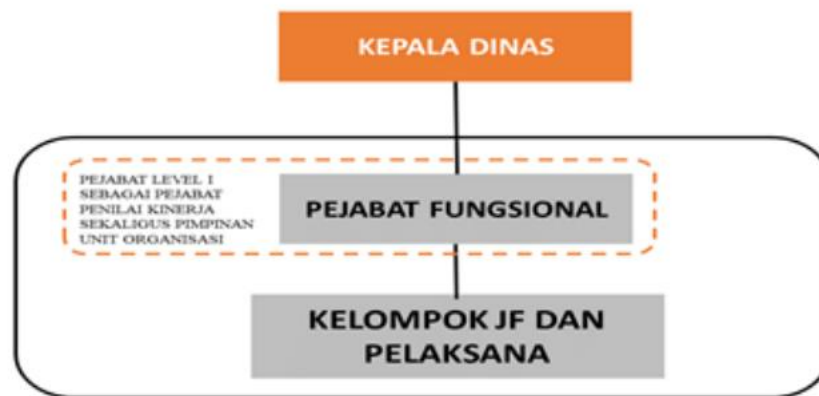 KEPALA DINAS
PEJABAT LEVEL I
SEBAGAI PEJABAT
PENILAI KINERJA
SEKALIGUS PIMPINAN
UNIT ORGANISASI
PEJABAT FUNGSIONAL
KELOMPOK JF DAN
PELAKSANA